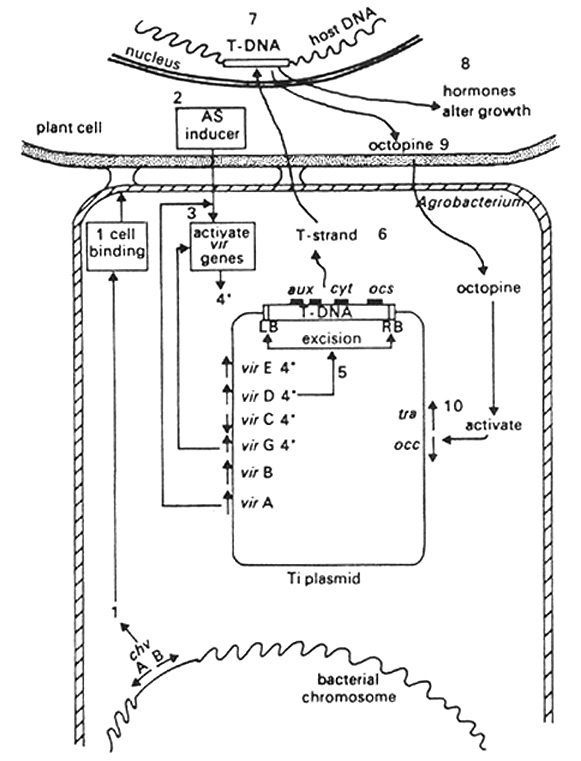 7
T-DNA
host DNA
nucleus
8
hormones
alter growth
2
AS
inducer
plant cell
octopine 9
Agrobacterium
3
activate
vir
genes
1 cell
binding
T-strand 6
4*
octopine
aux cyt ocs
T-DNA
LB
RB
excision
5
vir E 4*
vir D 4*
vir C 4*
vir G 4*
vir B
vir A
tra
10
occ
activate
Ti plasmid
1
chv
A B
bacterial
chromosome